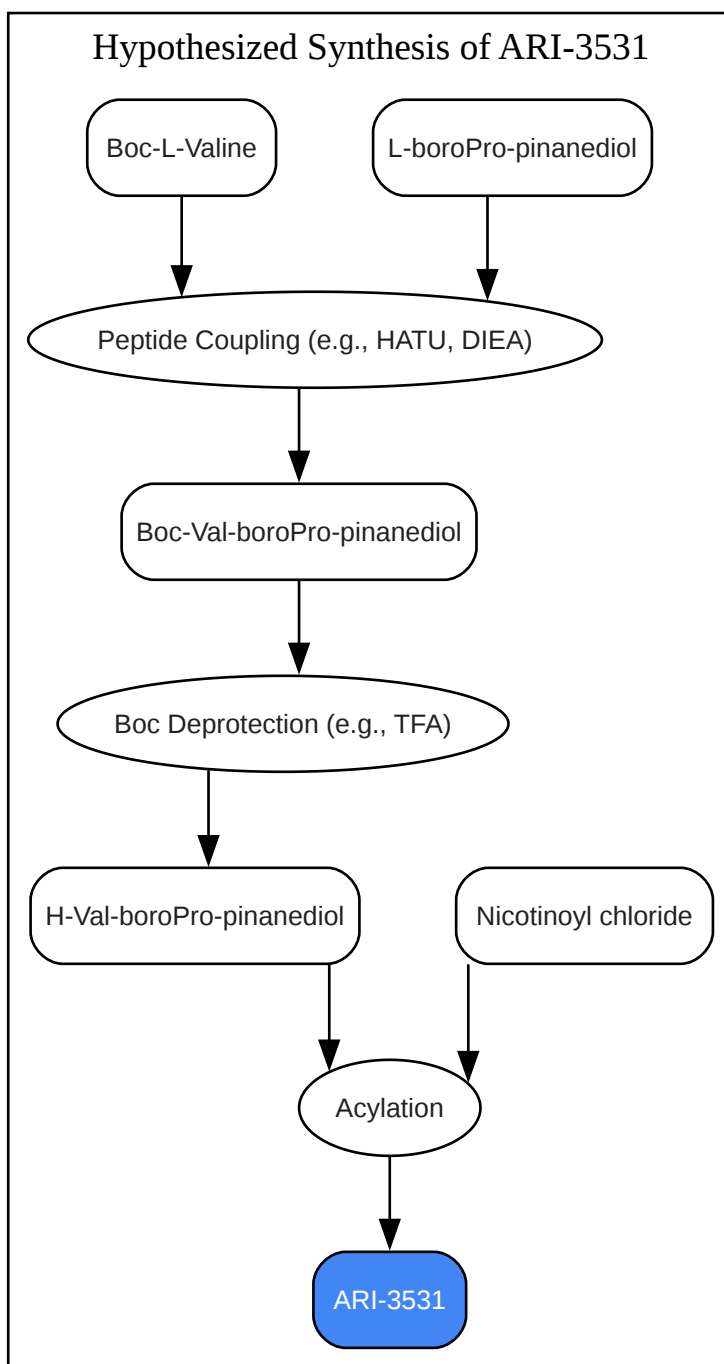 Hypothesized Synthesis of ARI-3531
Boc-L-Valine
L-boroPro-pinanediol
Peptide Coupling (e.g., HATU, DIEA)
Boc-Val-boroPro-pinanediol
Boc Deprotection (e.g., TFA)
H-Val-boroPro-pinanediol
Nicotinoyl chloride
Acylation
ARI-3531